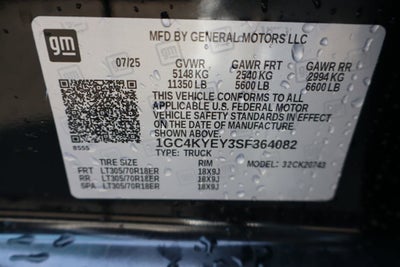 gm
MFD BY GENERAL MOTORS LLC
07/25 GVWR GAWR FRT GAWR RR
5148 KG 2540 KG 2994 KG
11350 LB 5600 LB 6600 LB
THIS VEHICLE CONFORMS TO ALL
APPLICABLE U.S. FEDERAL MOTOR
VEHICLE SAFETY STANDARDS IN EFFECT
ON THE DATE OF MANUFACTURE
SHOWN ABOVE.
1GC4KYEY3SF364082
TYPE: TRUCK
TIRE SIZE RIM MODEL: 32CK20743
FRT LT305/70R18ER 18X9J
RR LT305/70R18ER 18X9J
SPA LT305/70R18ER 18X9J